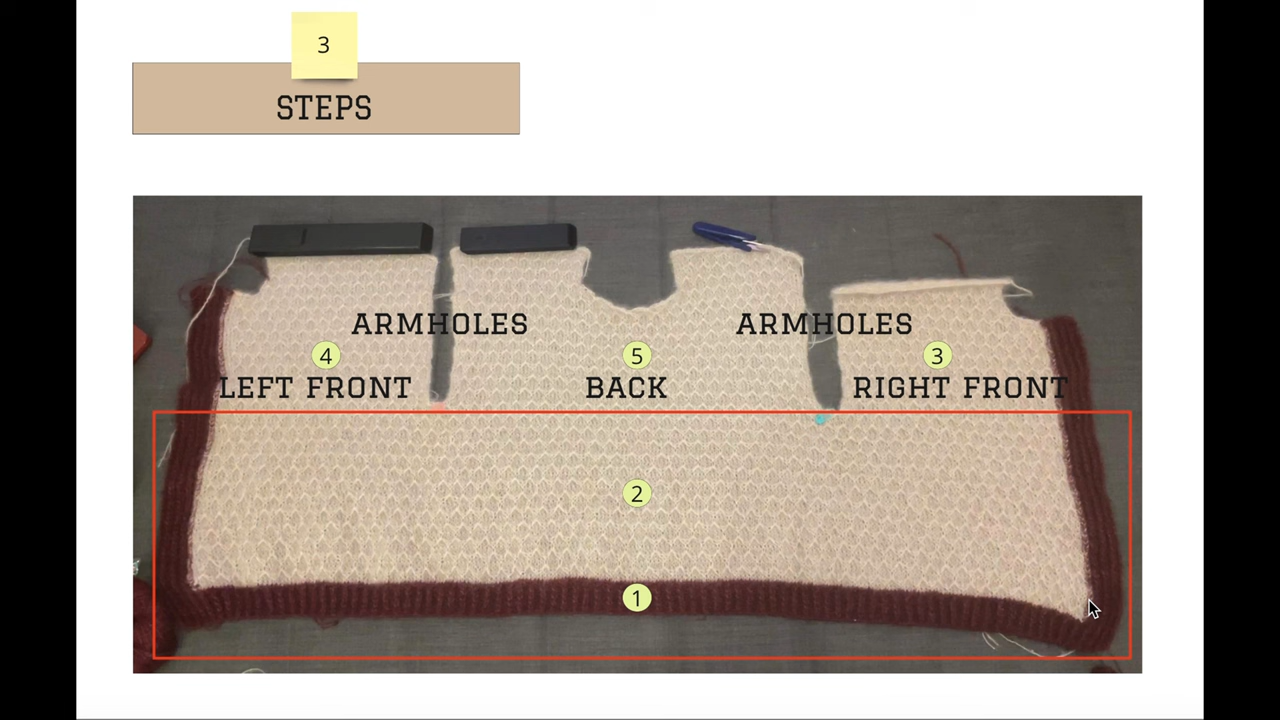 3
STEPS
ARMHOLES ARMHOLES
4 5 3
LEFT FRONT BACK RIGHT FRONT
2
1